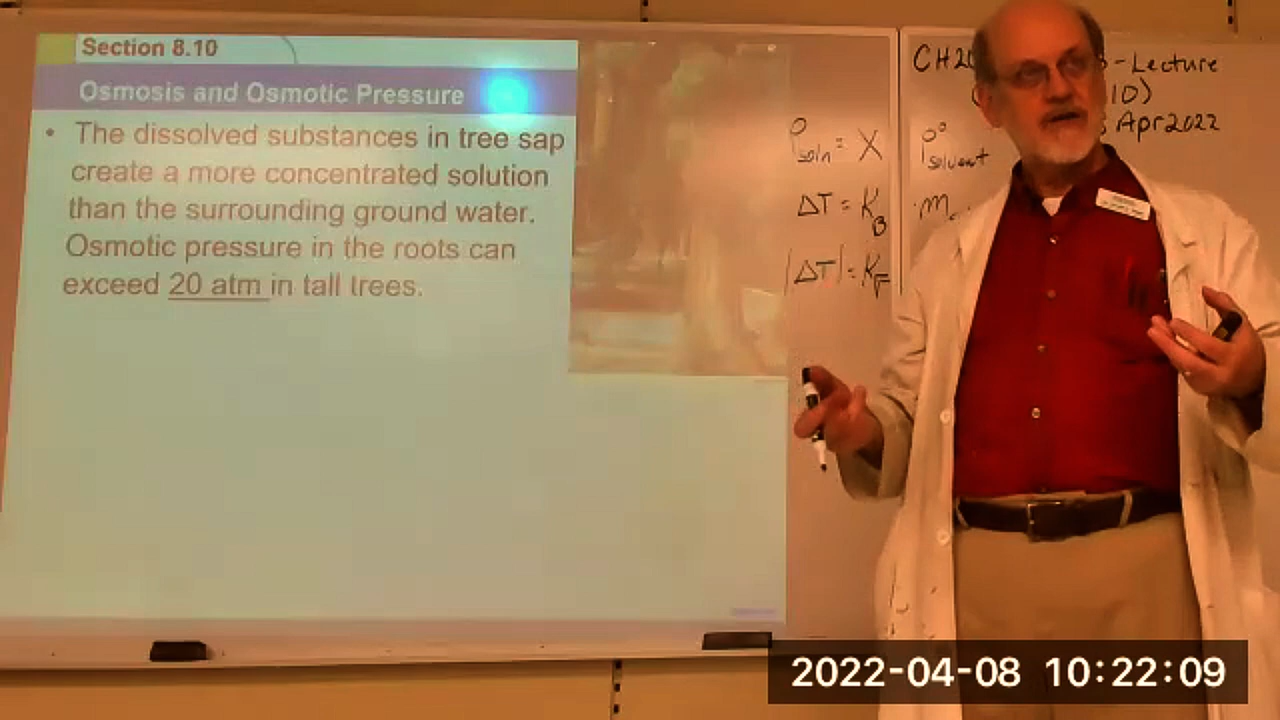 Section 8.10
Osmosis and Osmotic Pressure
• The dissolved substances in tree sap
create a more concentrated solution
than the surrounding ground water.
Osmotic pressure in the roots can
exceed 20 atm in tall trees.
P soln = X P° solvent
ΔT = K B m
|ΔT| = K F
CH20 - Lecture
10)
Apr 2022
2022-04-08 10:22:09